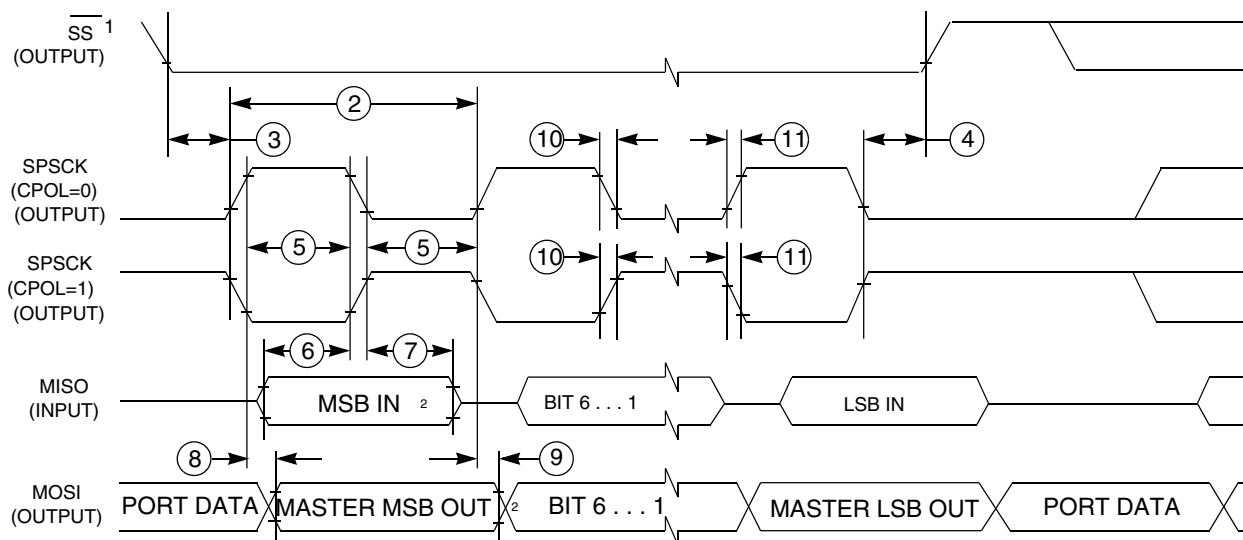 SS 1
(OUTPUT)
2
3
10
11
4
SPSCK
(CPOL=0)
(OUTPUT)
5
5
SPSCK
(CPOL=1)
(OUTPUT)
10
11
6
7
MISO
(INPUT)
MSB IN 2
BIT 6 . . . 1
LSB IN
8
9
MOSI
(OUTPUT)
PORT DATA
MASTER MSB OUT 2
BIT 6 . . . 1
MASTER LSB OUT
PORT DATA